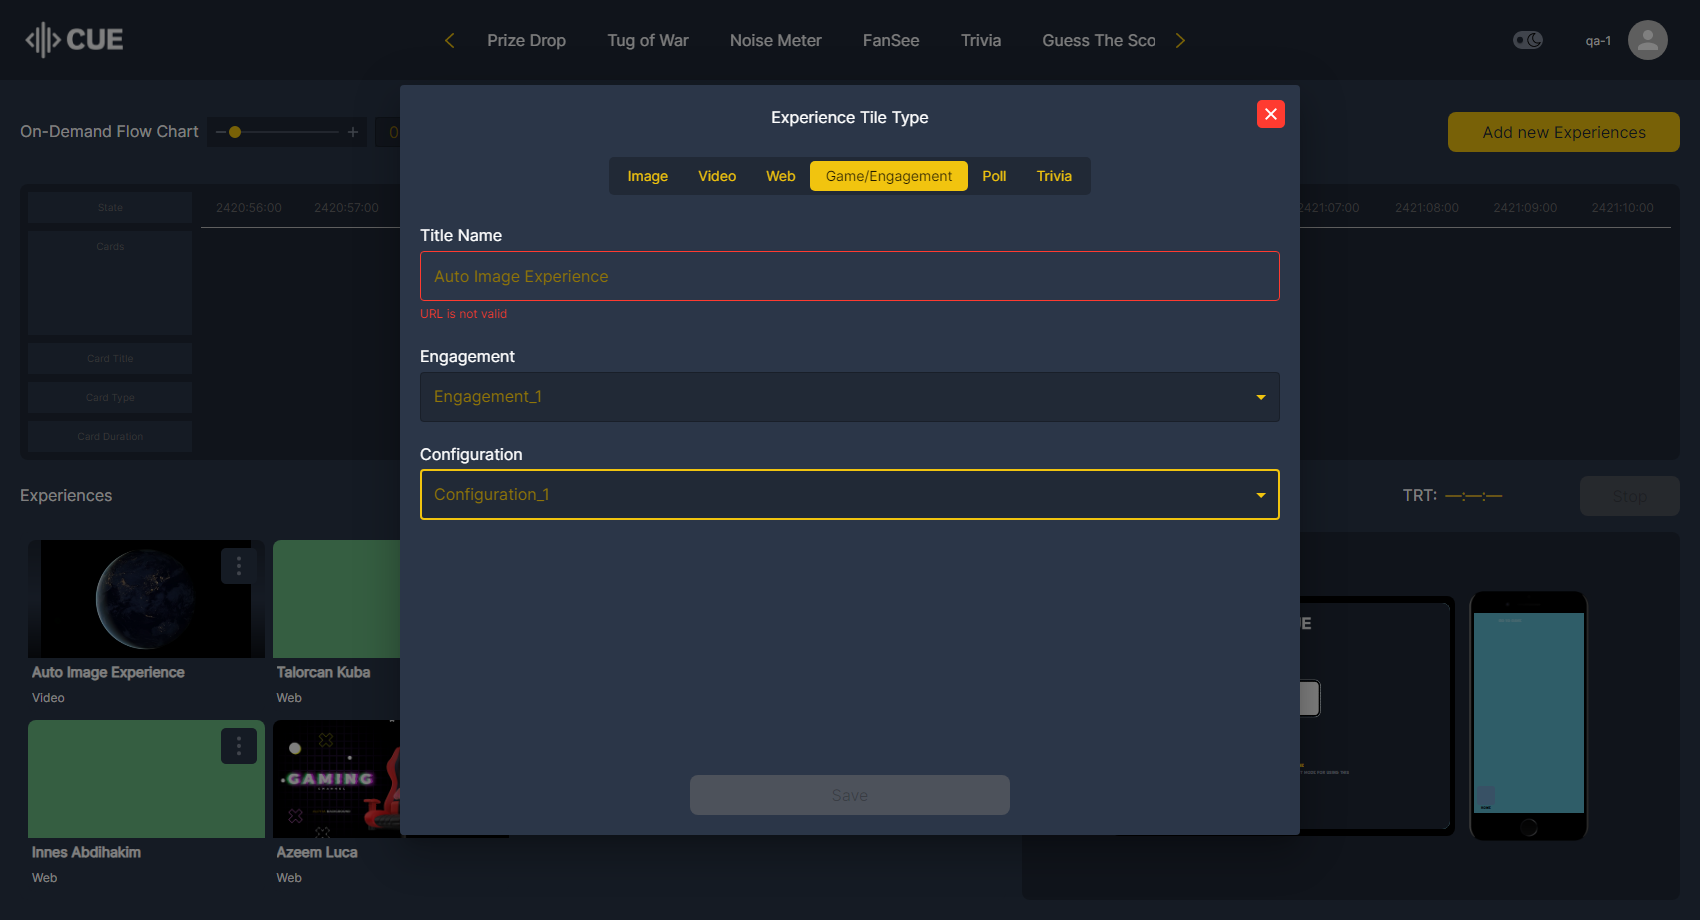 CUE
Prize Drop
Tug of War
Noise Meter
FanSee
Trivia
Guess The Sco
qa-1
On-Demand Flow Chart
0
Add new Experiences
Experience Tile Type
Image
Video
Web
Game/Engagement
Poll
Trivia
State
2420:56:00
2420:57:00
2421:07:00
2421:08:00
2421:09:00
2421:10:00
Cards
Card Title
Card Type
Card Duration
Title Name
Auto Image Experience
URL is not valid
Engagement
Engagement_1
Configuration
Configuration_1
Experiences
TRT: —:—:—
Stop
Auto Image Experience
Video
Talorcan Kuba
Web
GAMING
Innes Abdihakim
Web
Azeem Luca
Web
UE
Save